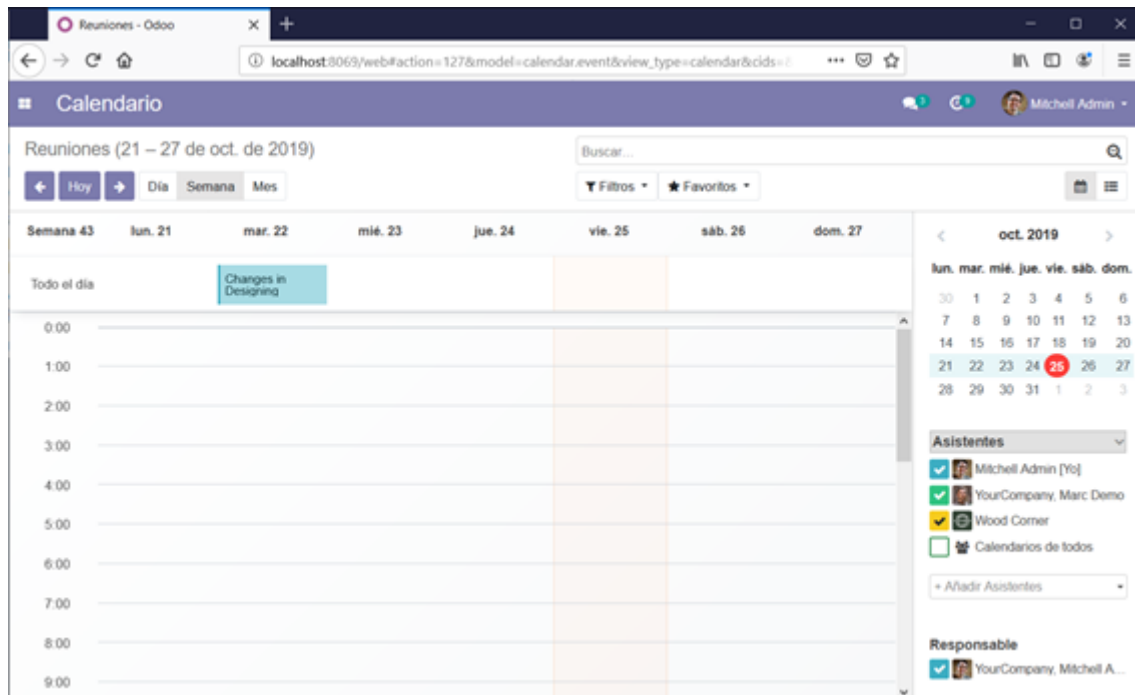 Reuniones - Odoo
localhost:8069/web#action=127&model=calendar.event&view_type=calendar&cids=
Calendario
3
9
Mitchell Admin
Reuniones (21 – 27 de oct. de 2019)
Buscar...
Hoy Día Semana Mes
Filtros Favoritos
Semana 43 lun. 21 mar. 22 mié. 23 jue. 24 vie. 25 sáb. 26 dom. 27
Todo el día
Changes in
Designing
0:00
1:00
2:00
3:00
4:00
5:00
6:00
7:00
8:00
9:00
oct. 2019
lun. mar. mié. jue. vie. sáb. dom.
30 1 2 3 4 5 6
7 8 9 10 11 12 13
14 15 16 17 18 19 20
21 22 23 24 25 26 27
28 29 30 31 1 2 3
Asistentes
Mitchell Admin [Yo]
YourCompany, Marc Demo
Wood Corner
Calendarios de todos
+ Añadir Asistentes
Responsable
YourCompany, Mitchell A...